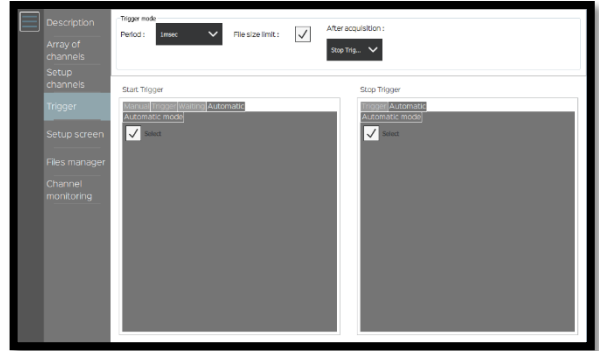 Description
Array of
channels
Setup
channels
Trigger
Setup screen
Files manager
Channel
monitoring
Trigger mode
Period :
1msec
File size limit :
After acquisition :
Stop Trig...
Start Trigger
Manual Trigger Waiting Automatic
Automatic mode
Select
Stop Trigger
Trigger Automatic
Automatic mode
Select